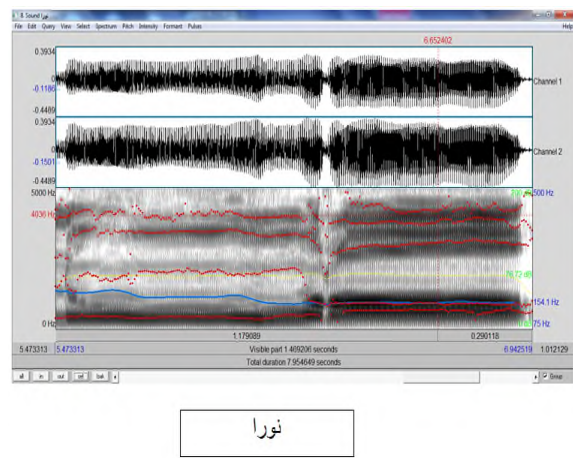 8. Sound نورا
File Edit Query View Select Spectrum Pitch Intensity Formant Pulses Help
6.652402
0.3934
0
-0.1186
-0.4489
Channel 1
0.3934
0
-0.1501
-0.4489
Channel 2
5000 Hz
500 Hz
4036 Hz
76.72 dB
154.1 Hz
0 Hz
75 Hz
1.179089 0.290118
5.473313 5.473313 Visible part 1.469206 seconds 6.942519 1.012129
Total duration 7.954649 seconds
all in out sel bak Group
نورا